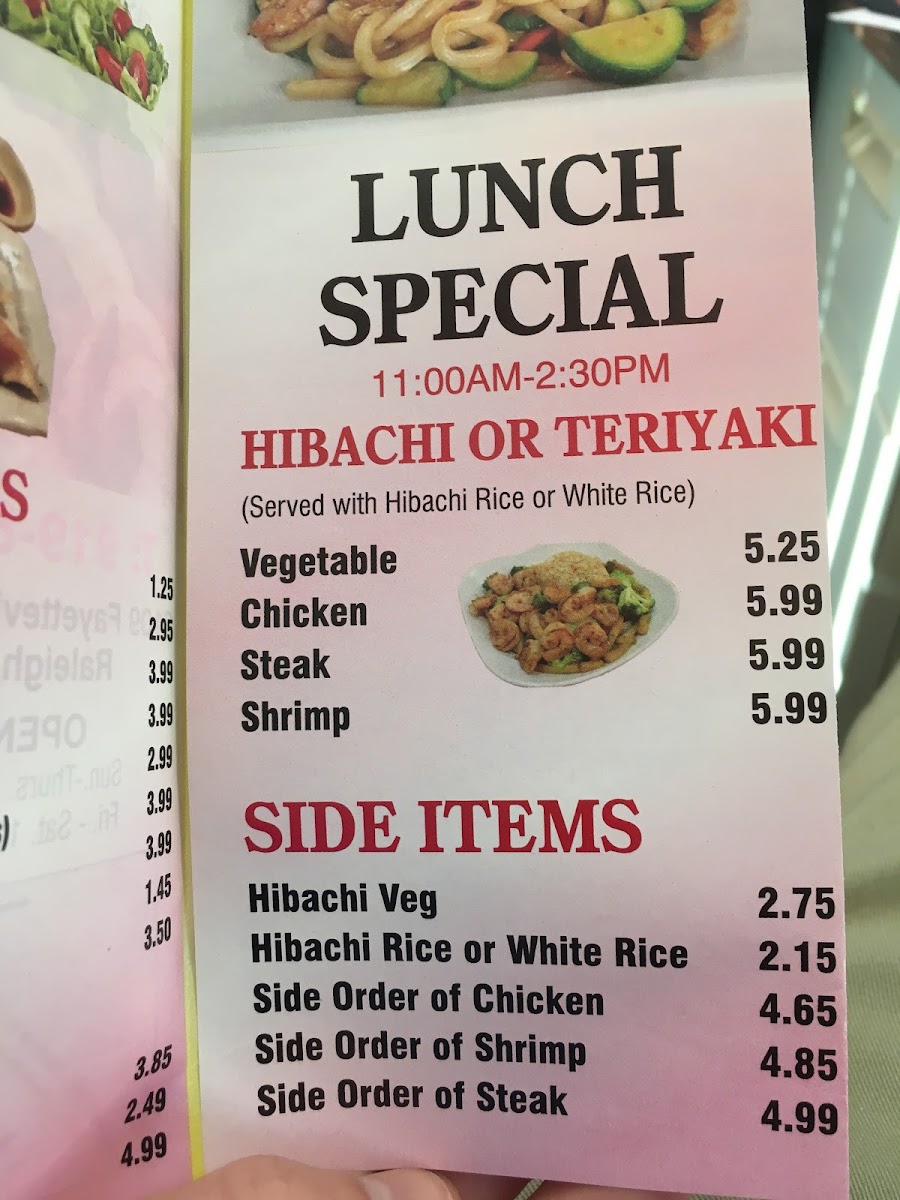 LUNCH
SPECIAL
11:00AM-2:30PM
HIBACHI OR TERIYAKI
(Served with Hibachi Rice or White Rice)
Vegetable 5.25
Chicken 5.99
Steak 5.99
Shrimp 5.99
SIDE ITEMS
Hibachi Veg 2.75
Hibachi Rice or White Rice 2.15
Side Order of Chicken 4.65
Side Order of Shrimp 4.85
Side Order of Steak 4.99
S
1.25
2.95
3.99
3.99
2.99
3.99
3.99
1.45
3.50
3.85
2.49
4.99